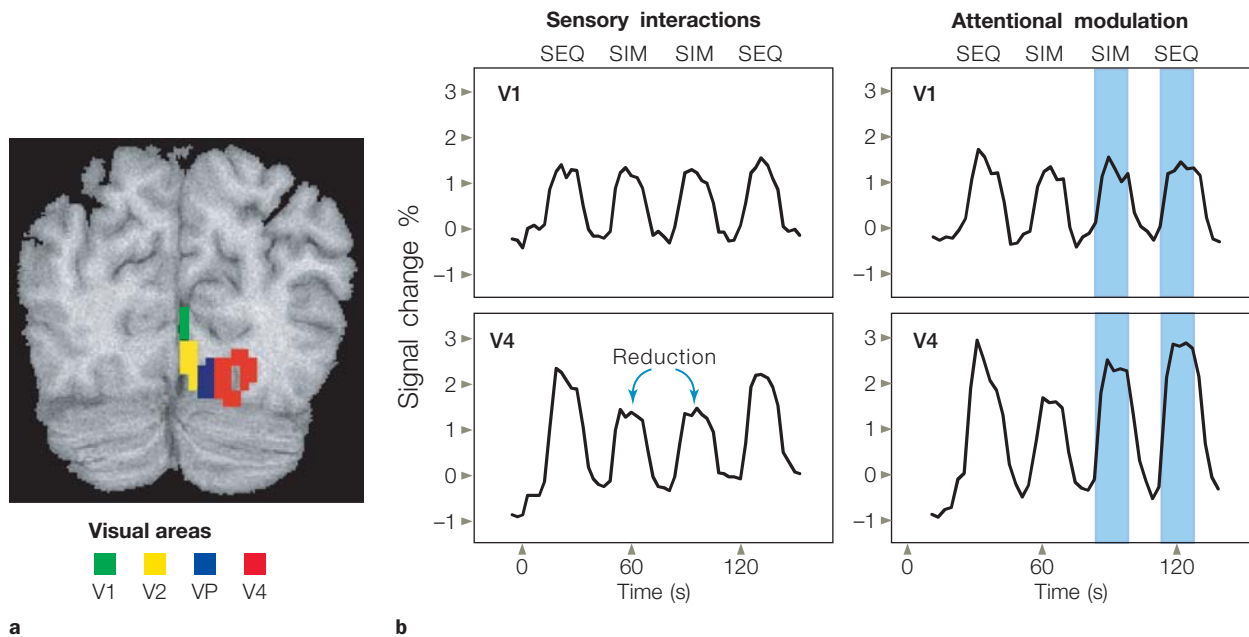 Visual areas
V1 V2 VP V4
a
Sensory interactions
SEQ SIM SIM SEQ
V1
3
2
1
0
−1
V4
Reduction
3
2
1
0
−1
Signal change %
0 60 120
Time (s)
Attentional modulation
SEQ SIM SIM SEQ
V1
3
2
1
0
−1
V4
3
2
1
0
−1
0 60 120
Time (s)
b